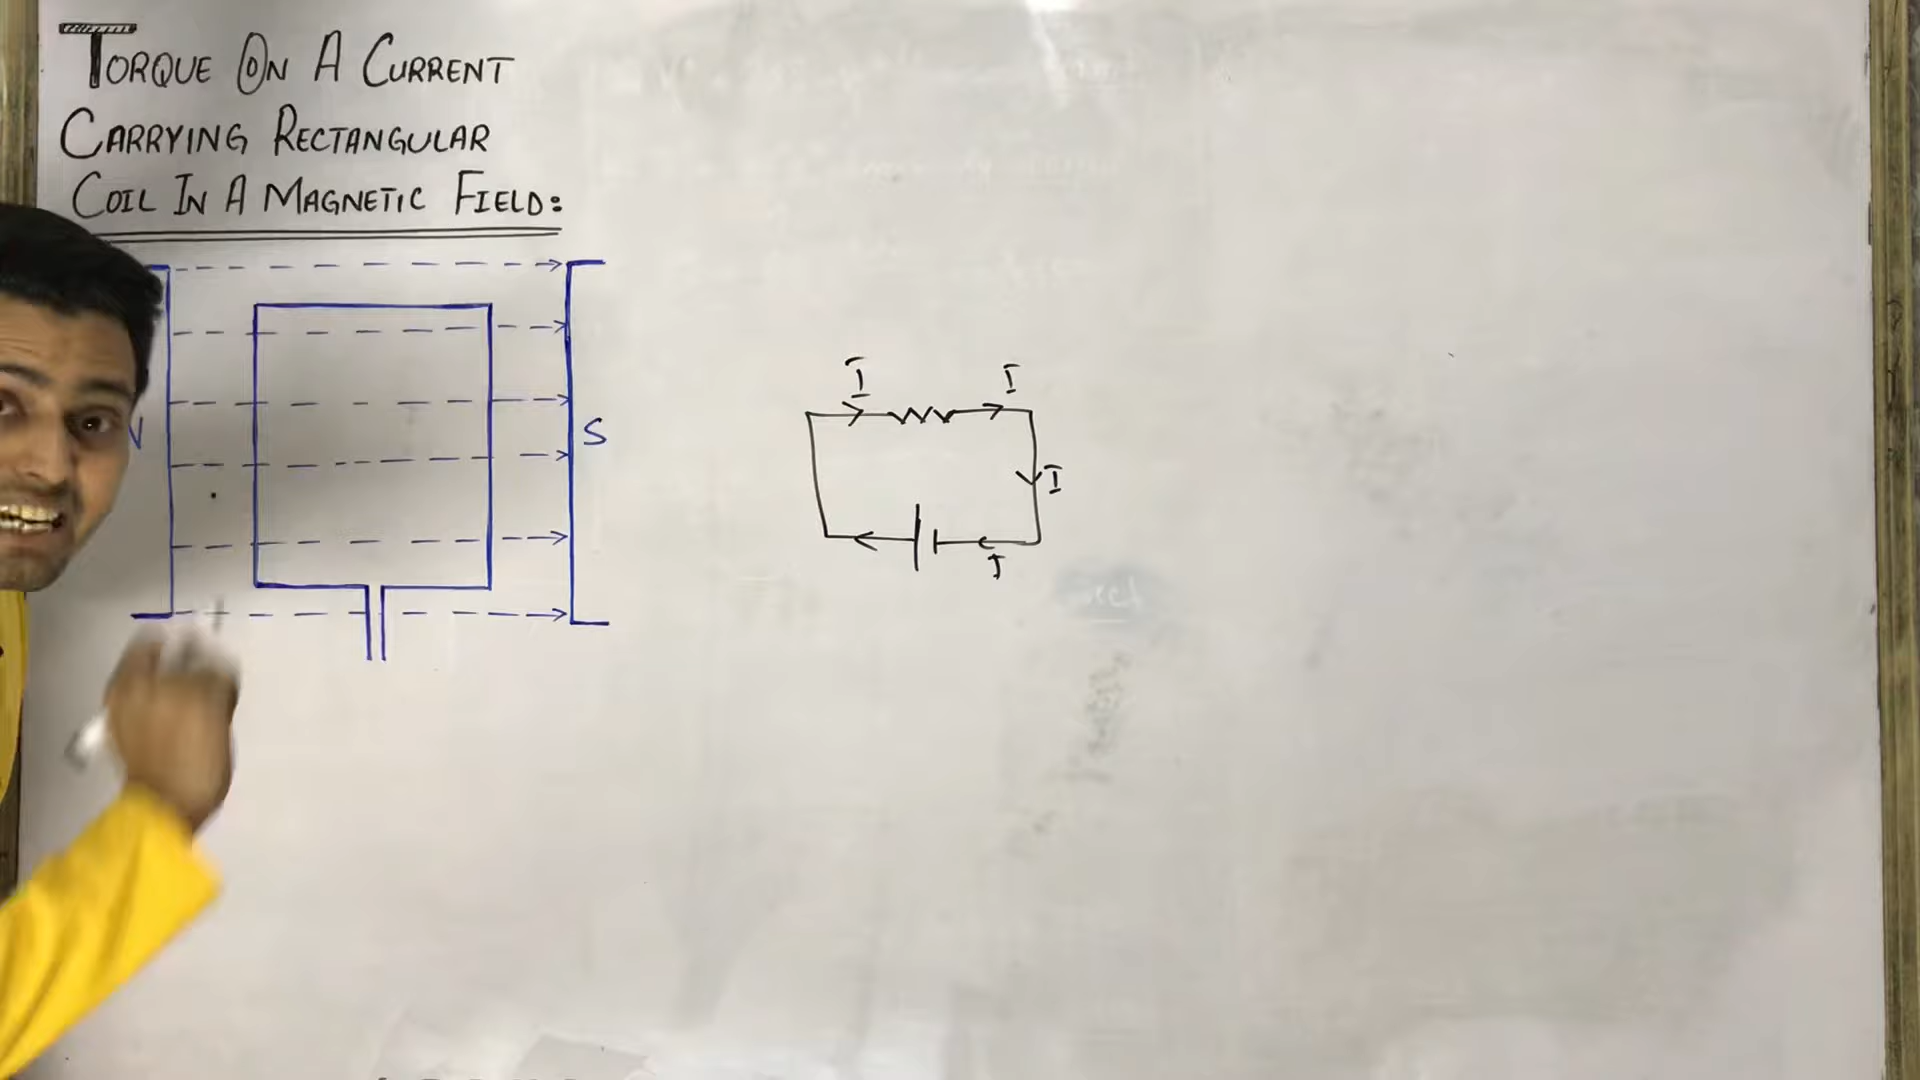 TORQUE ON A CURRENT
CARRYING RECTANGULAR
COIL IN A MAGNETIC FIELD:
N
S
I
I
I
I